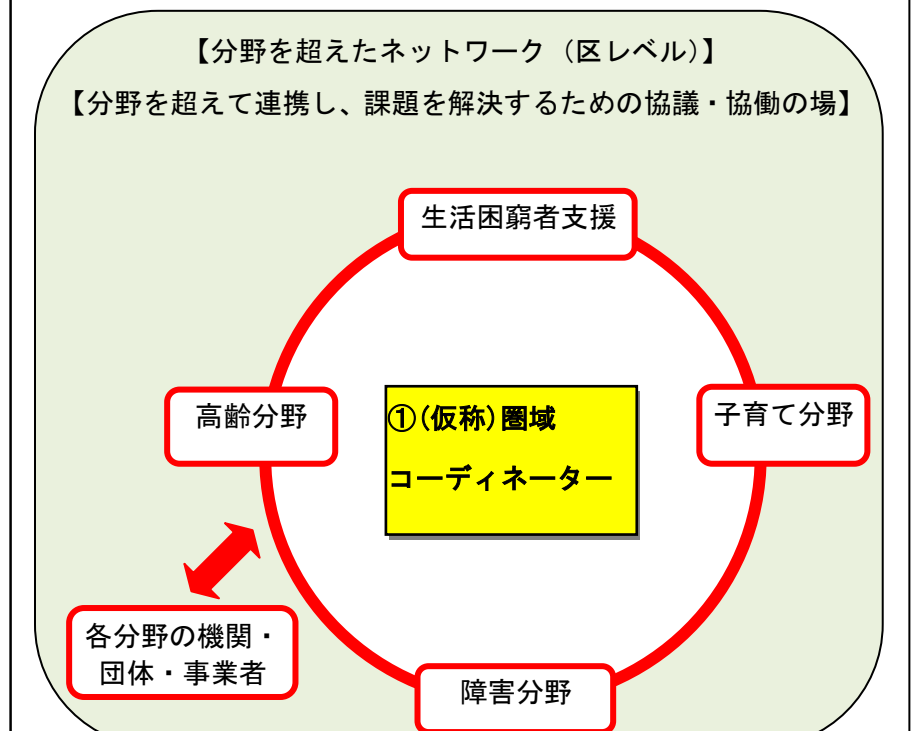 【分野を超えたネットワーク（区レベル）】
【分野を超えて連携し、課題を解決するための協議・協働の場】
生活困窮者支援
高齢分野
①(仮称)圏域
コーディネーター
子育て分野
各分野の機関・
団体・事業者
障害分野